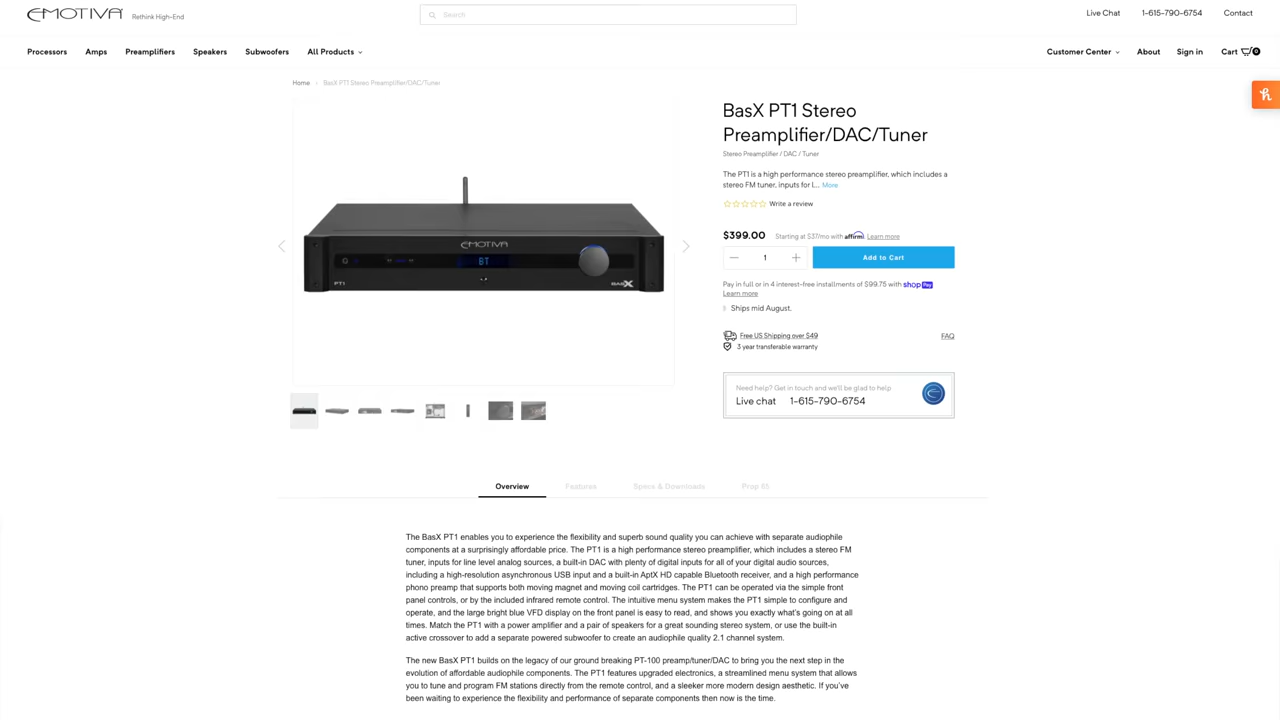 EMOTIVA Rethink High-End
Search
Live Chat 1-615-790-6754 Contact
Processors Amps Preamplifiers Speakers Subwoofers All Products
Customer Center About Sign in Cart 0
Home BasX PT1 Stereo Preamplifier/DAC/Tuner
EMOTIVA
BT
PT1
BASX
BasX PT1 Stereo
Preamplifier/DAC/Tuner
Stereo Preamplifier / DAC / Tuner
The PT1 is a high performance stereo preamplifier, which includes a
stereo FM tuner, inputs for l... More
Write a review
$399.00 Starting at $37/mo with affirm. Learn more
1
Add to Cart
Pay in full or in 4 interest-free installments of $99.75 with shop Pay
Learn more
Ships mid August.
Free US Shipping over $49 FAQ
3 year transferable warranty
Need help? Get in touch and we'll be glad to help
Live chat 1-615-790-6754
Overview Features Specs & Downloads Prop 65
The BasX PT1 enables you to experience the flexibility and superb sound quality you can achieve with separate audiophile
components at a surprisingly affordable price. The PT1 is a high performance stereo preamplifier, which includes a stereo FM
tuner, inputs for line level analog sources, a built-in DAC with plenty of digital inputs for all of your digital audio sources,
including a high-resolution asynchronous USB input and a built-in AptX HD capable Bluetooth receiver, and a high performance
phono preamp that supports both moving magnet and moving coil cartridges. The PT1 can be operated via the simple front
panel controls, or by the included infrared remote control. The intuitive menu system makes the PT1 simple to configure and
operate, and the large bright blue VFD display on the front panel is easy to read, and shows you exactly what's going on at all
times. Match the PT1 with a power amplifier and a pair of speakers for a great sounding stereo system, or use the built-in
active crossover to add a separate powered subwoofer to create an audiophile quality 2.1 channel system.
The new BasX PT1 builds on the legacy of our ground breaking PT-100 preamp/tuner/DAC to bring you the next step in the
evolution of affordable audiophile components. The PT1 features upgraded electronics, a streamlined menu system that allows
you to tune and program FM stations directly from the remote control, and a sleeker more modern design aesthetic. If you've
been waiting to experience the flexibility and performance of separate components then now is the time.